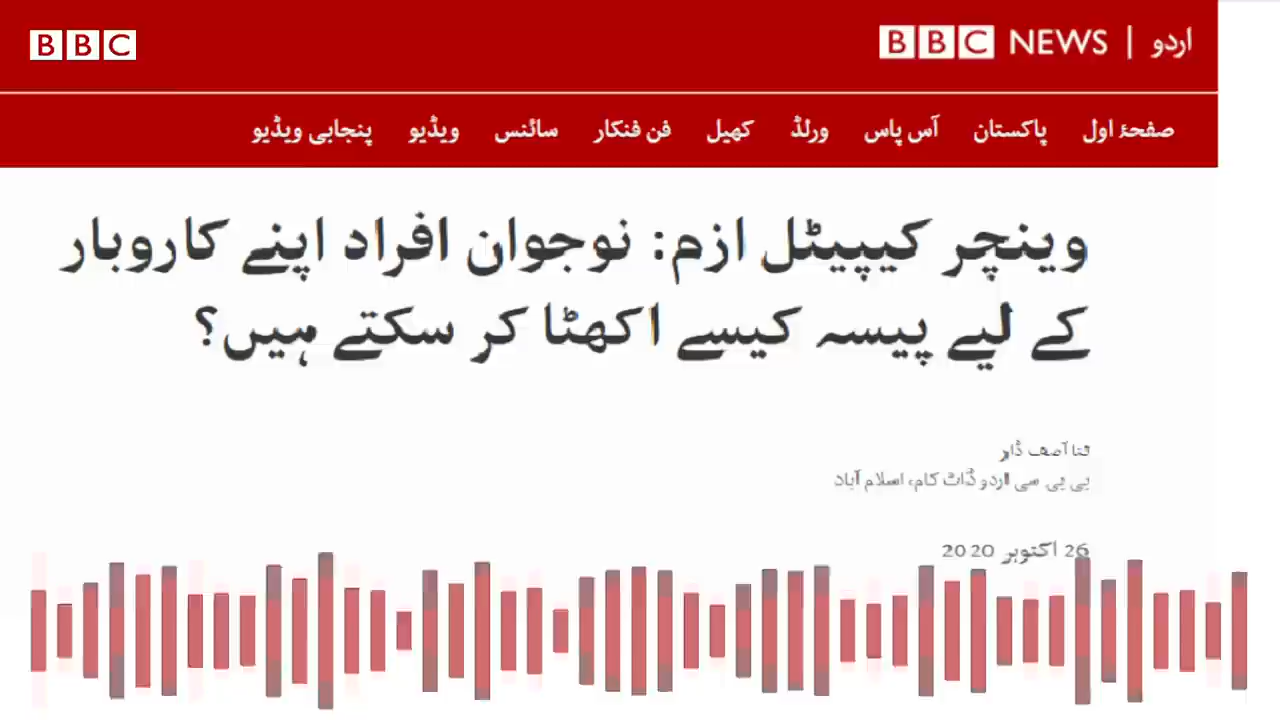 BBC
BBC NEWS | اردو
صفحۂ اول پاکستان آس پاس ورلڈ کھیل فن فنکار سائنس ویڈیو پنجابی ویڈیو
وینچر کیپیٹل ازم: نوجوان افراد اپنے کاروبار
کے لیے پیسہ کیسے اکھٹا کر سکتے ہیں؟
ثنا آصف ڈار
بی بی سی اردو ڈاٹ کام، اسلام آباد
26 اکتوبر 2020